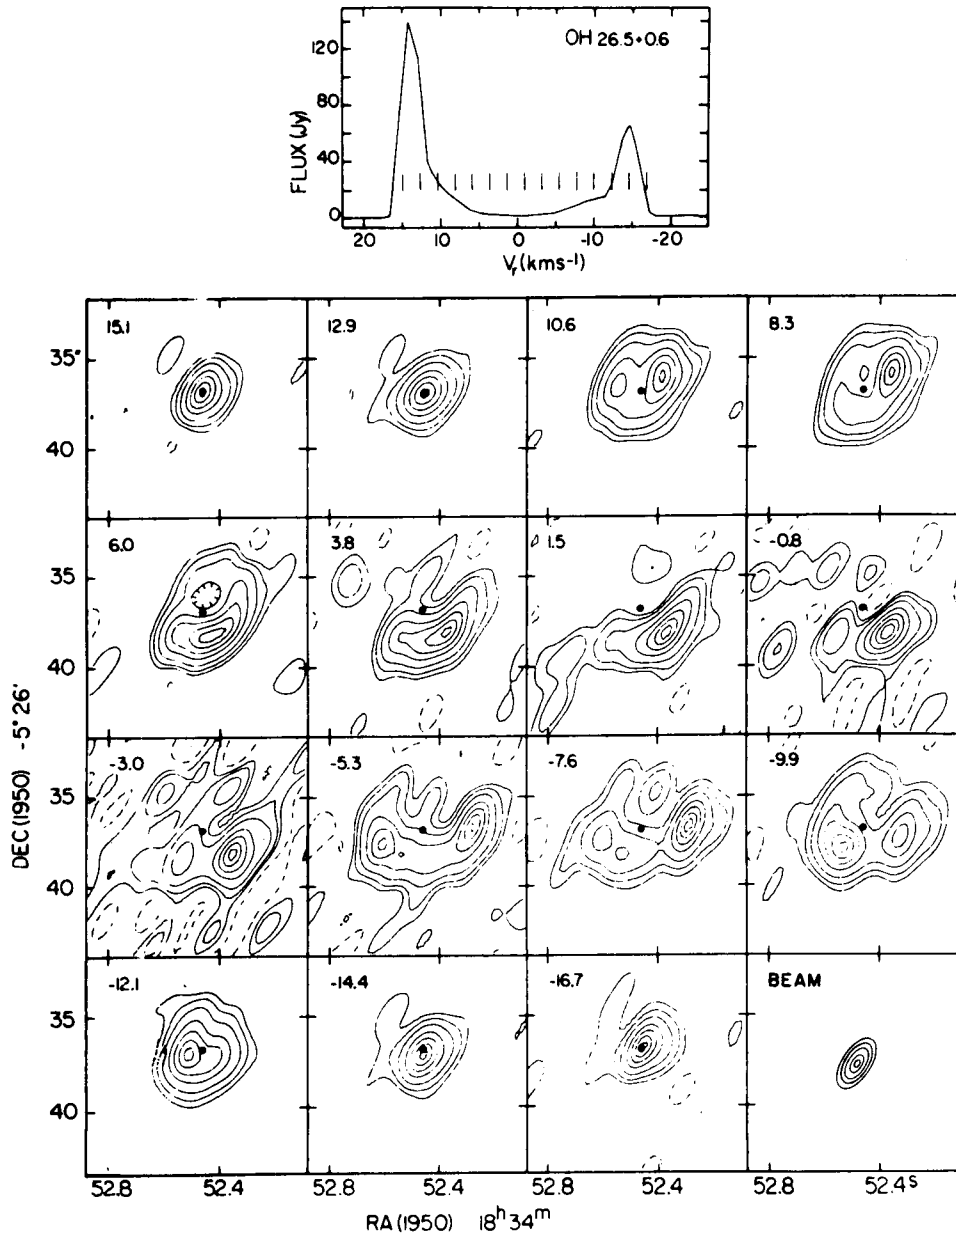 OH 26.5+0.6
FLUX (Jy)
120
80
40
0
20 10 0 -10 -20
Vr (kms-1)
15.1 12.9 10.6 8.3
35"
40
6.0 3.8 1.5 -0.8
35
40
-3.0 -5.3 -7.6 -9.9
35
40
-12.1 -14.4 -16.7 BEAM
35
40
DEC (1950) -5° 26'
52.8 52.4 52.8 52.4 52.8 52.4 52.8 52.4s
RA (1950) 18h 34m